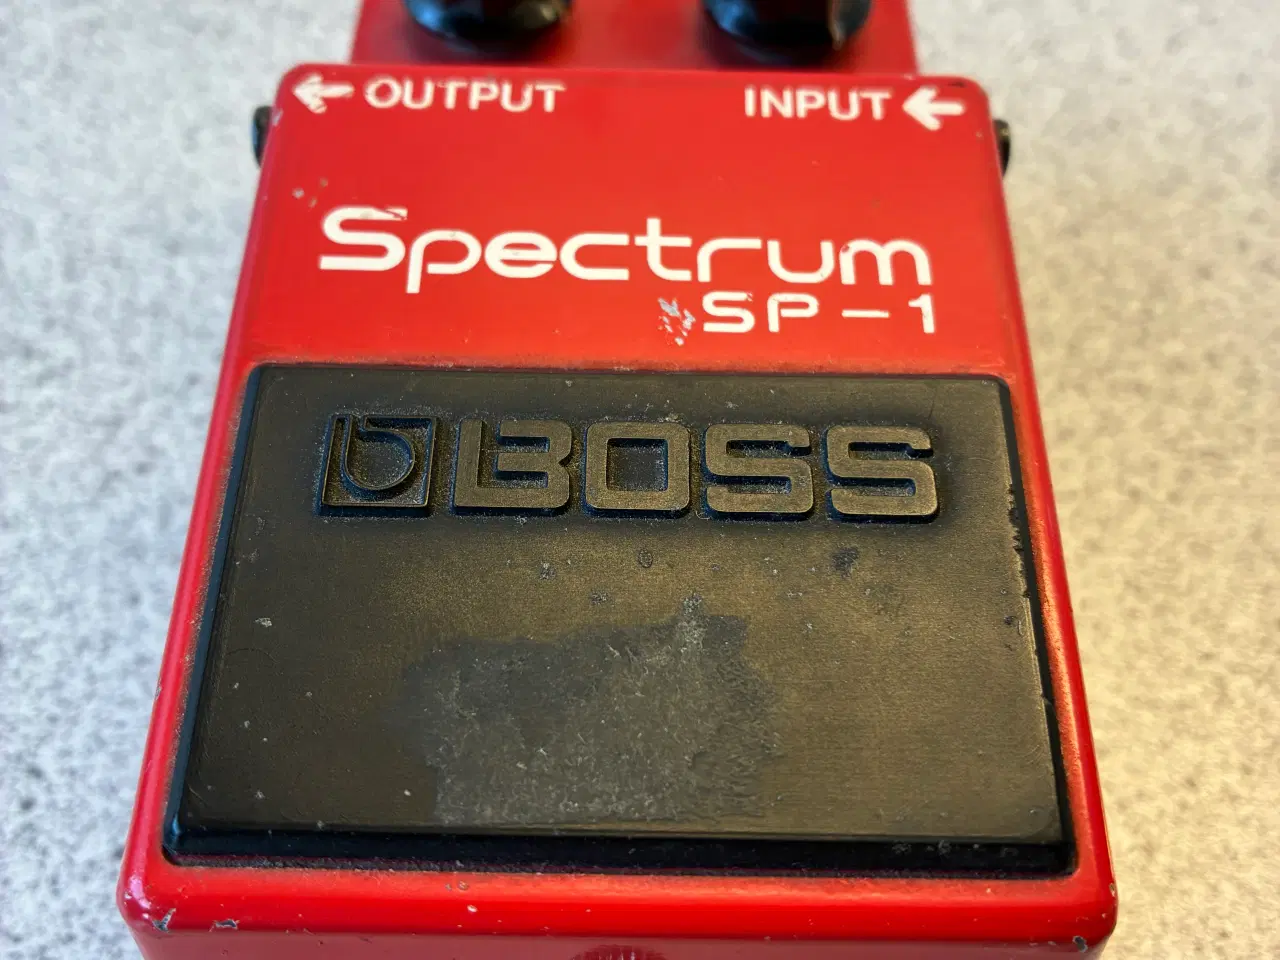 ← OUTPUT INPUT ←
Spectrum
SP-1
BOSS